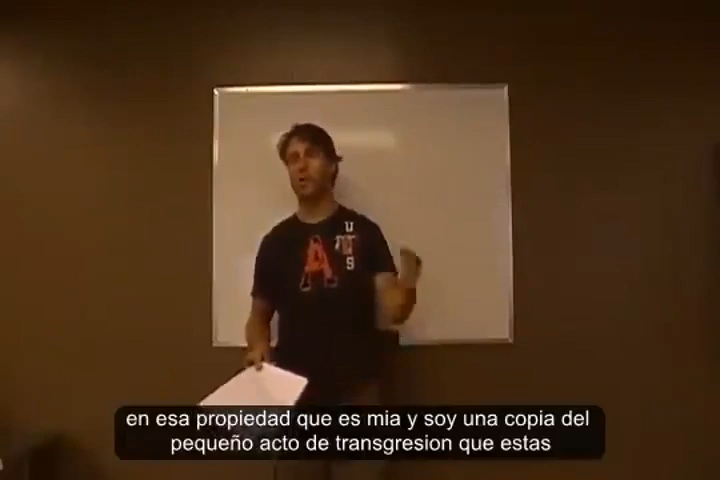 A
U
S
en esa propiedad que es mia y soy una copia del
pequeño acto de transgresion que estas